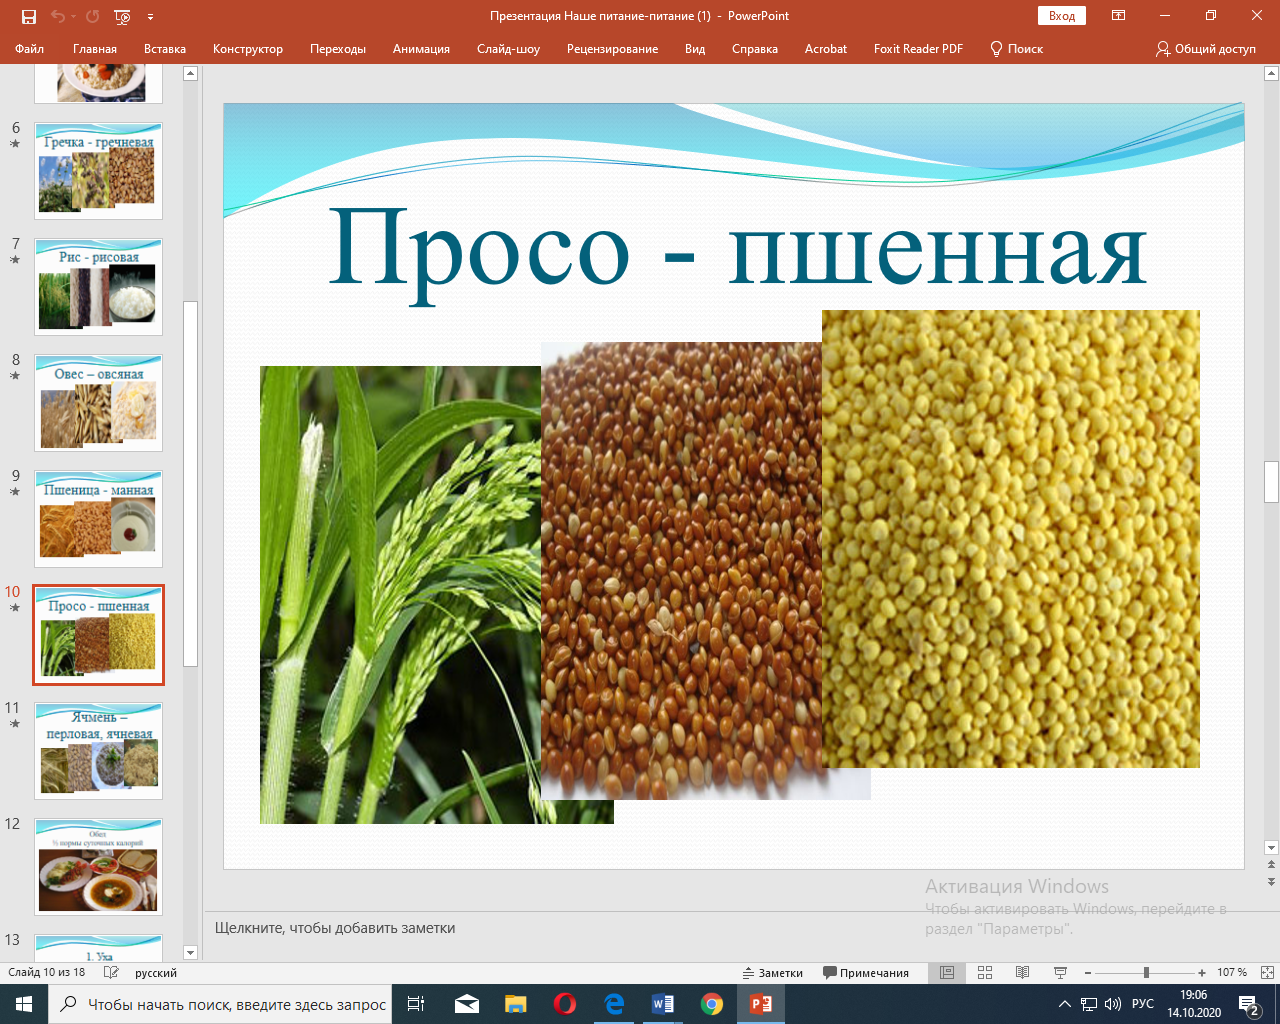 Презентация Наше питание-питание (1) - PowerPoint
Вход
Файл Главная Вставка Конструктор Переходы Анимация Слайд-шоу Рецензирование Вид Справка Acrobat Foxit Reader PDF Поиск Общий доступ
6
Гречка - гречневая
7
Рис - рисовая
8
Овес – овсяная
9
Пшеница - манная
10
Просо - пшенная
11
Ячмень –
перловая, ячневая
12
Обед
нормы суточных калорий
13
1. Уха
Просо - пшенная
Активация Windows
Чтобы активировать Windows, перейдите в
раздел "Параметры".
Щелкните, чтобы добавить заметки
Слайд 10 из 18 русский Заметки Примечания 107 %
Чтобы начать поиск, введите здесь запрос
РУС
19:06
14.10.2020
2